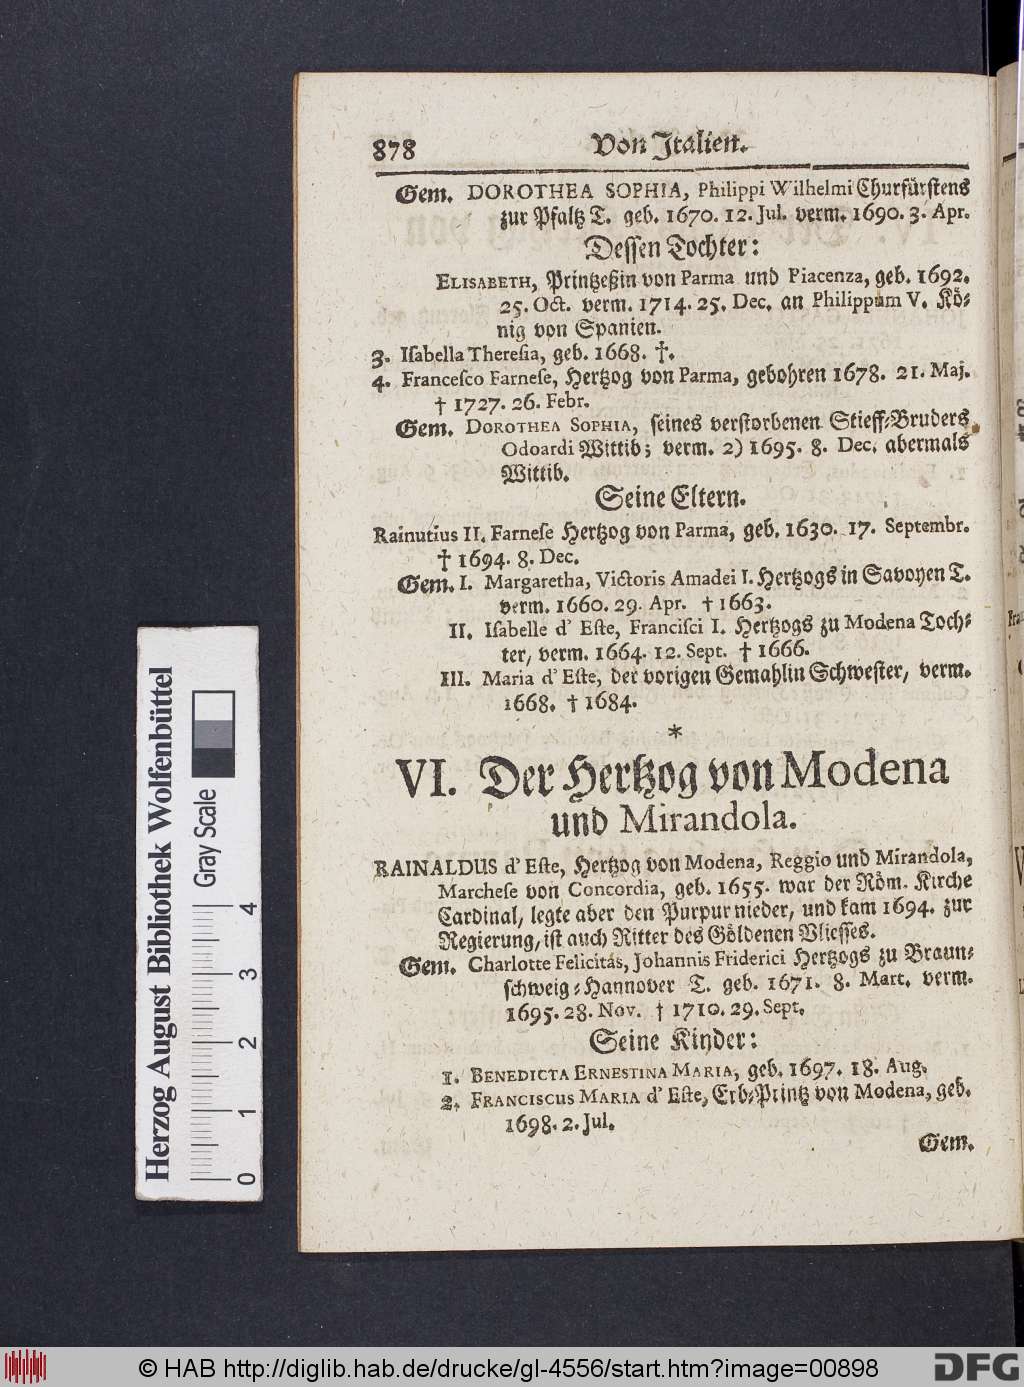 878 Von Italien.
Gem. DOROTHEA SOPHIA, Philippi Wilhelmi Churfürstens
zur Pfaltz T. geb. 1670. 12. Jul. verm. 1690. 3. Apr.
Dessen Tochter:
ELISABETH, Printzeßin von Parma und Piacenza, geb. 1692.
25. Oct. verm. 1714. 25. Dec. an Philippum V. Kö-
nig von Spanien.
3. Isabella Theresia, geb. 1668. †.
4. Francesco Farnese, Hertzog von Parma, gebohren 1678. 21. Maj.
† 1727. 26. Febr.
Gem. DOROTHEA SOPHIA, seines verstorbenen Stieff-Bruders
Odoardi Wittib; verm. 2) 1695. 8. Dec. abermals
Wittib.
Seine Eltern.
Rainutius II. Farnese Hertzog von Parma, geb. 1630. 17. Septembr.
† 1694. 8. Dec.
Gem. I. Margaretha, Victoris Amadei I. Hertzogs in Savoyen T.
verm. 1660. 29. Apr. † 1663.
II. Isabelle d' Este, Francisci I. Hertzogs zu Modena Toch-
ter, verm. 1664. 12. Sept. † 1666.
III. Maria d' Este, der vorigen Gemahlin Schwester, verm.
1668. † 1684.
*
VI. Der Hertzog von Modena
und Mirandola.
RAINALDUS d' Este, Hertzog von Modena, Reggio und Mirandola,
Marchese von Concordia, geb. 1655. war der Röm. Kirche
Cardinal, legte aber den Purpur nieder, und kam 1694. zur
Regierung, ist auch Ritter des Göldenen Vliesses.
Gem. Charlotte Felicitas, Johannis Friderici Hertzogs zu Braun-
schweig-Hannover T. geb. 1671. 8. Mart. verm.
1695. 28. Nov. † 1710. 29. Sept.
Seine Kinder:
1. BENEDICTA ERNESTINA MARIA, geb. 1697. 18. Aug.
2. FRANCISCUS MARIA d' Este, Erb-Printz von Modena, geb.
1698. 2. Jul.
Gem.
Herzog August Bibliothek Wolfenbüttel
Gray Scale
0 1 2 3 4
© HAB http://diglib.hab.de/drucke/gl-4556/start.htm?image=00898
DFG